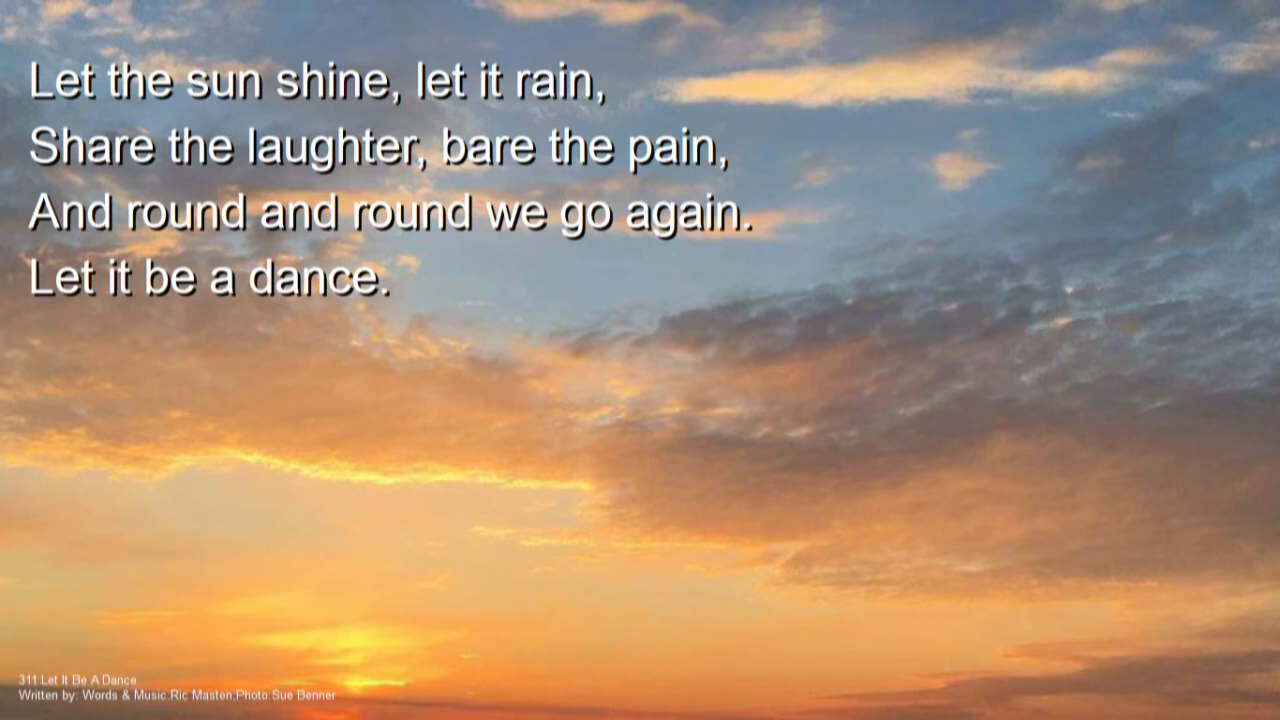 Let the sun shine, let it rain,
Share the laughter, bare the pain,
And round and round we go again.
Let it be a dance.
311 Let It Be A Dance
Written by: Words & Music:Ric Masten;Photo:Sue Benner